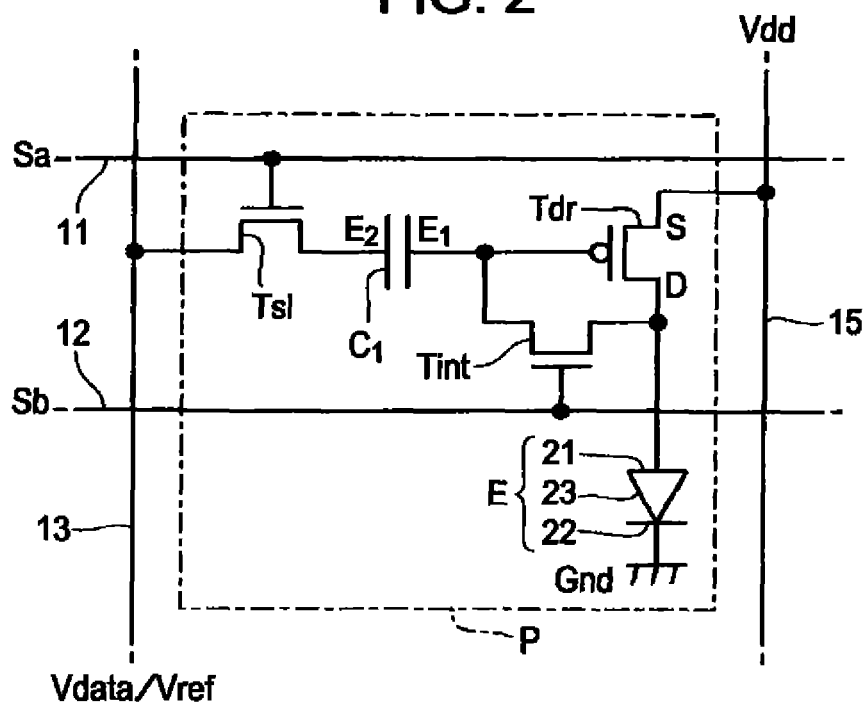 FIG. 2
Vdd
Sa
11
Tdr
S
E2 E1
D
Tsl
C1
15
12
Tint
Sb
21
E 23
22
13
Gnd
P
Vdata/Vref